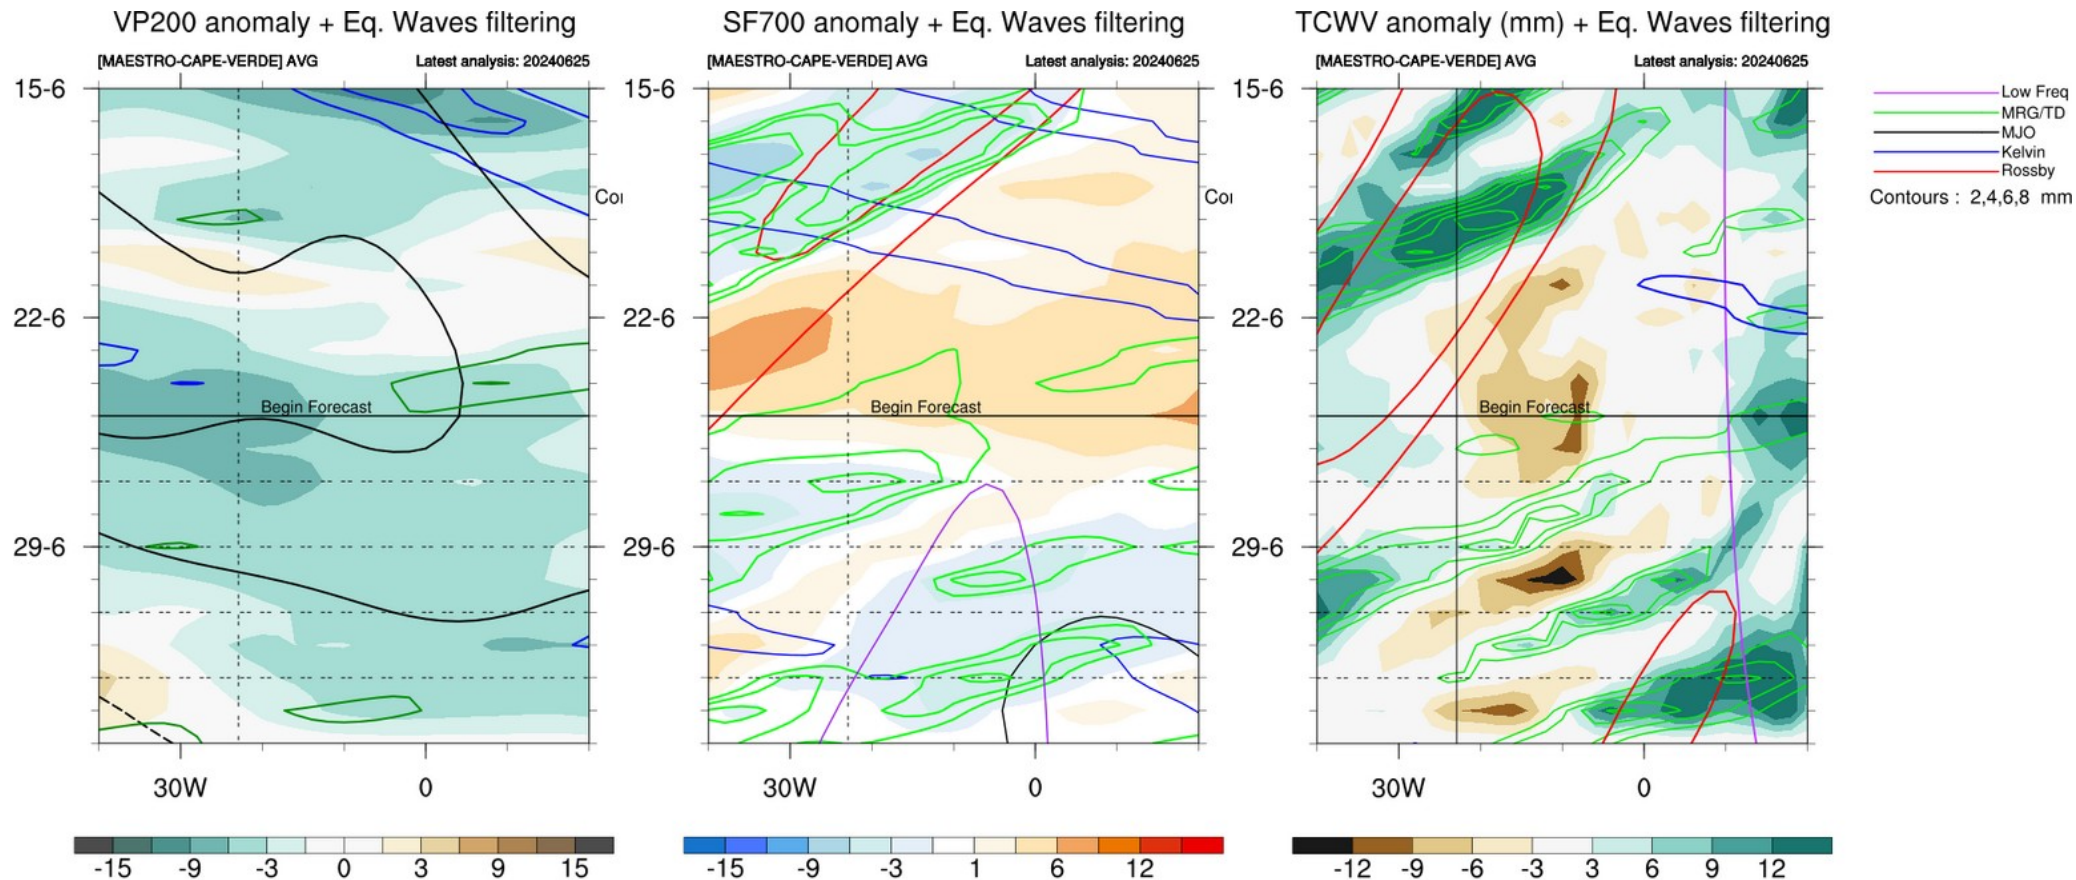 VP200 anomaly + Eq. Waves filtering
SF700 anomaly + Eq. Waves filtering
TCWV anomaly (mm) + Eq. Waves filtering
[MAESTRO-CAPE-VERDE] AVG
Latest analysis: 20240625
[MAESTRO-CAPE-VERDE] AVG
Latest analysis: 20240625
[MAESTRO-CAPE-VERDE] AVG
Latest analysis: 20240625
15-6
22-6
29-6
Begin Forecast
30W 0
-15 -9 -3 0 3 9 15
Coi
15-6
22-6
29-6
Begin Forecast
30W 0
-15 -9 -3 1 6 12
Coi
15-6
22-6
29-6
Begin Forecast
30W 0
-12 -9 -6 -3 3 6 9 12
Low Freq
MRG/TD
MJO
Kelvin
Rossby
Contours : 2,4,6,8 mm